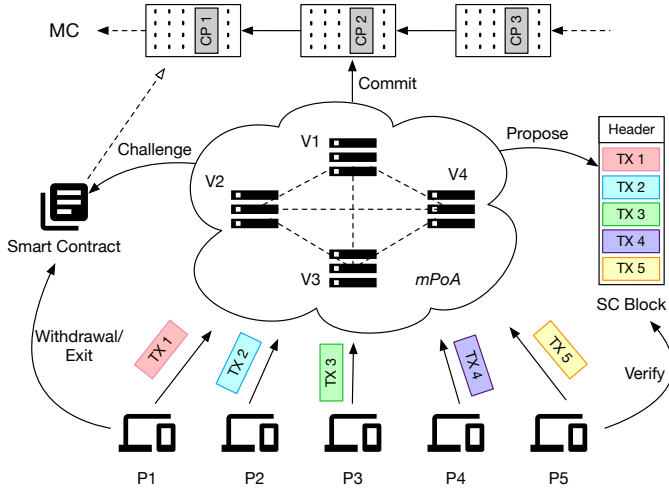 MC
CP 1
CP 2
CP 3
Commit
Challenge
Propose
V1
V2
V4
V3
mPoA
Smart Contract
Header
TX 1
TX 2
TX 3
TX 4
TX 5
SC Block
Withdrawal/
Exit
TX 1
TX 2
TX 3
TX 4
TX 5
Verify
P1
P2
P3
P4
P5